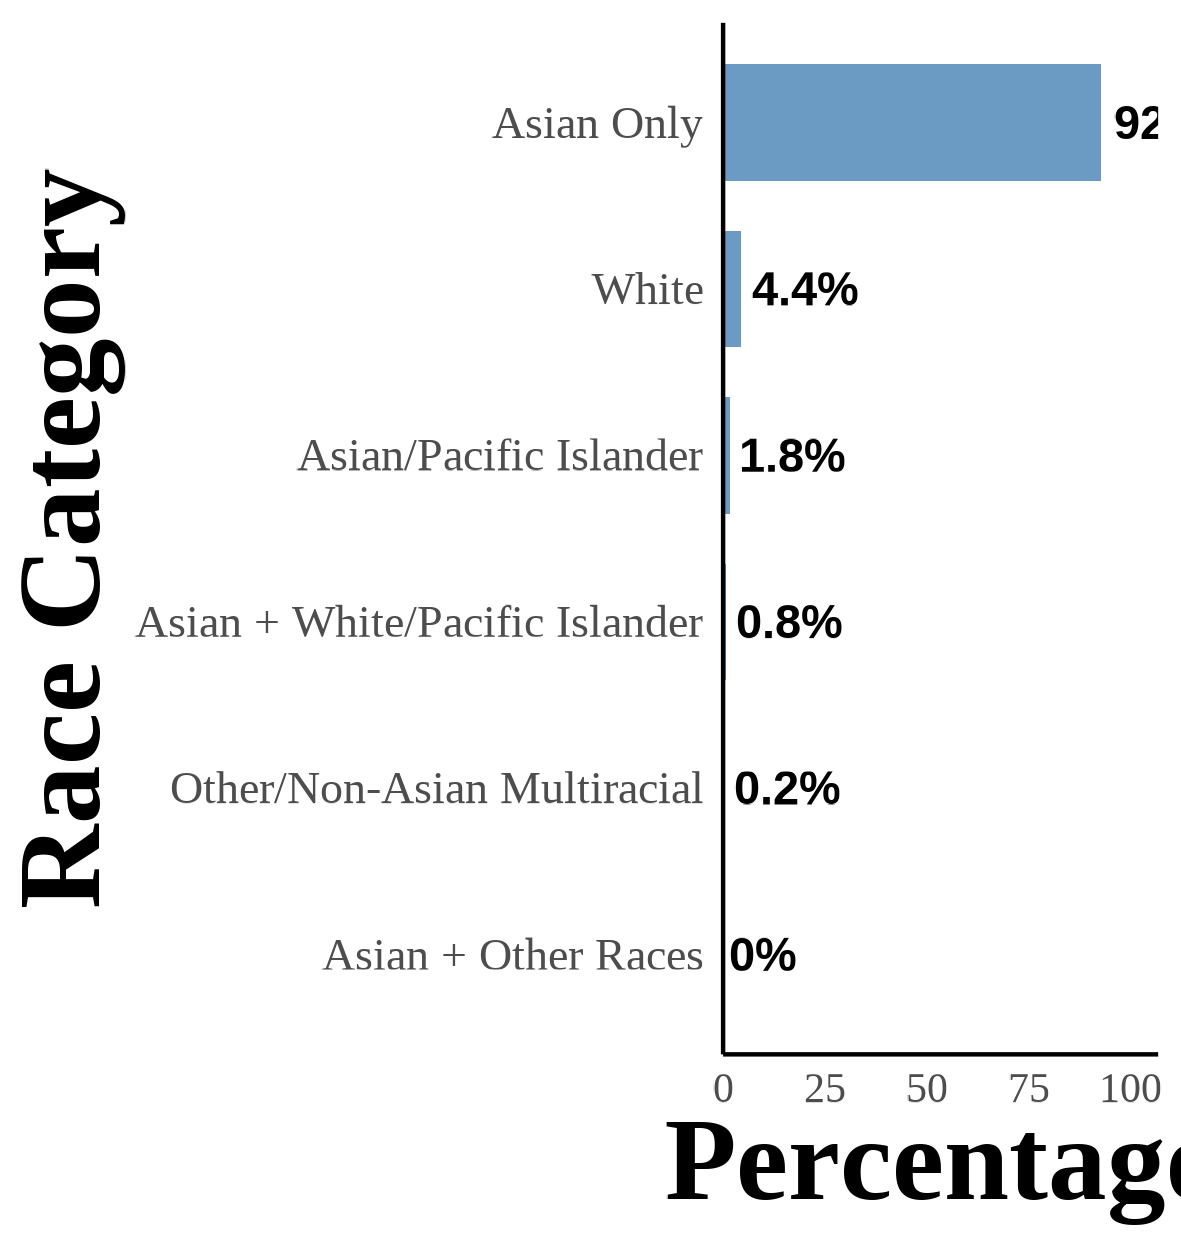 Race Category
Asian Only 92
White 4.4%
Asian/Pacific Islander 1.8%
Asian + White/Pacific Islander 0.8%
Other/Non-Asian Multiracial 0.2%
Asian + Other Races 0%
0 25 50 75 100
Percentage